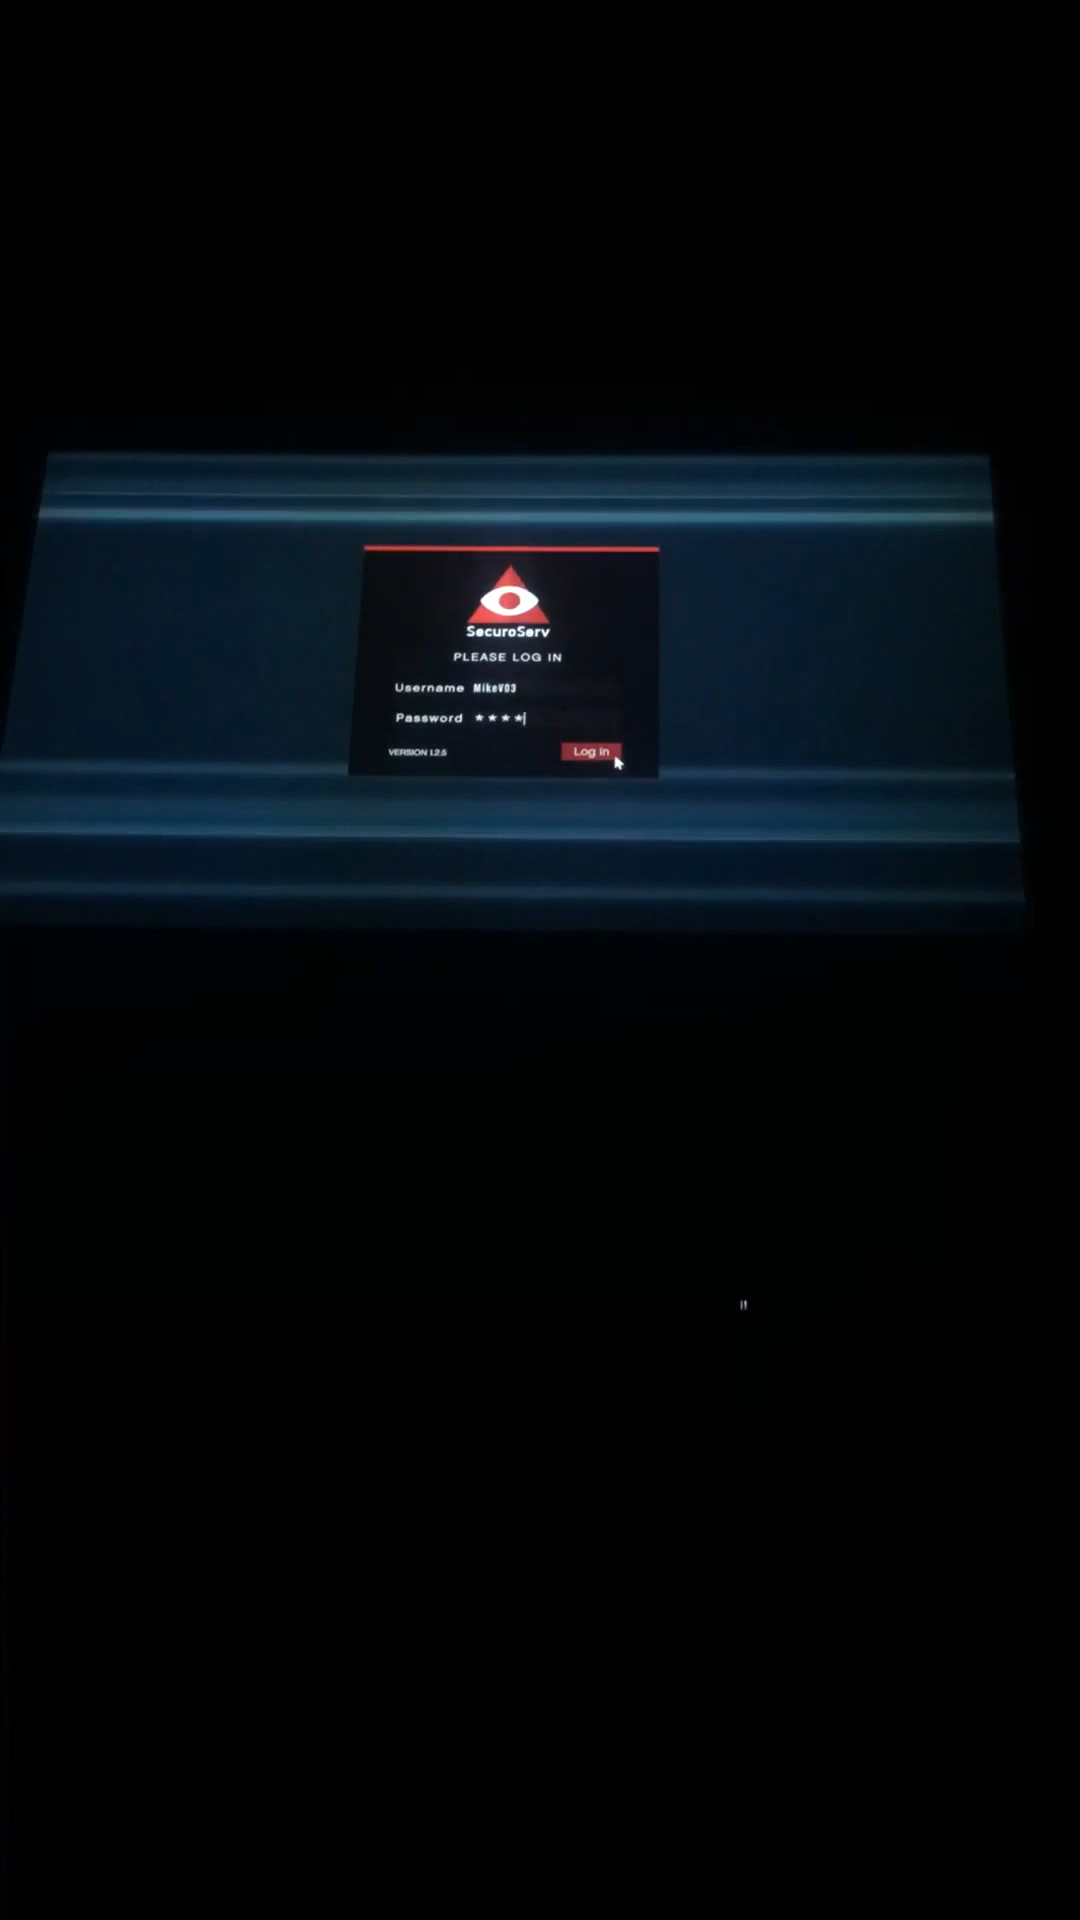 SecuroServ
PLEASE LOG IN
Username MikeV03
Password ****
VERSION 1.2.5
Log in